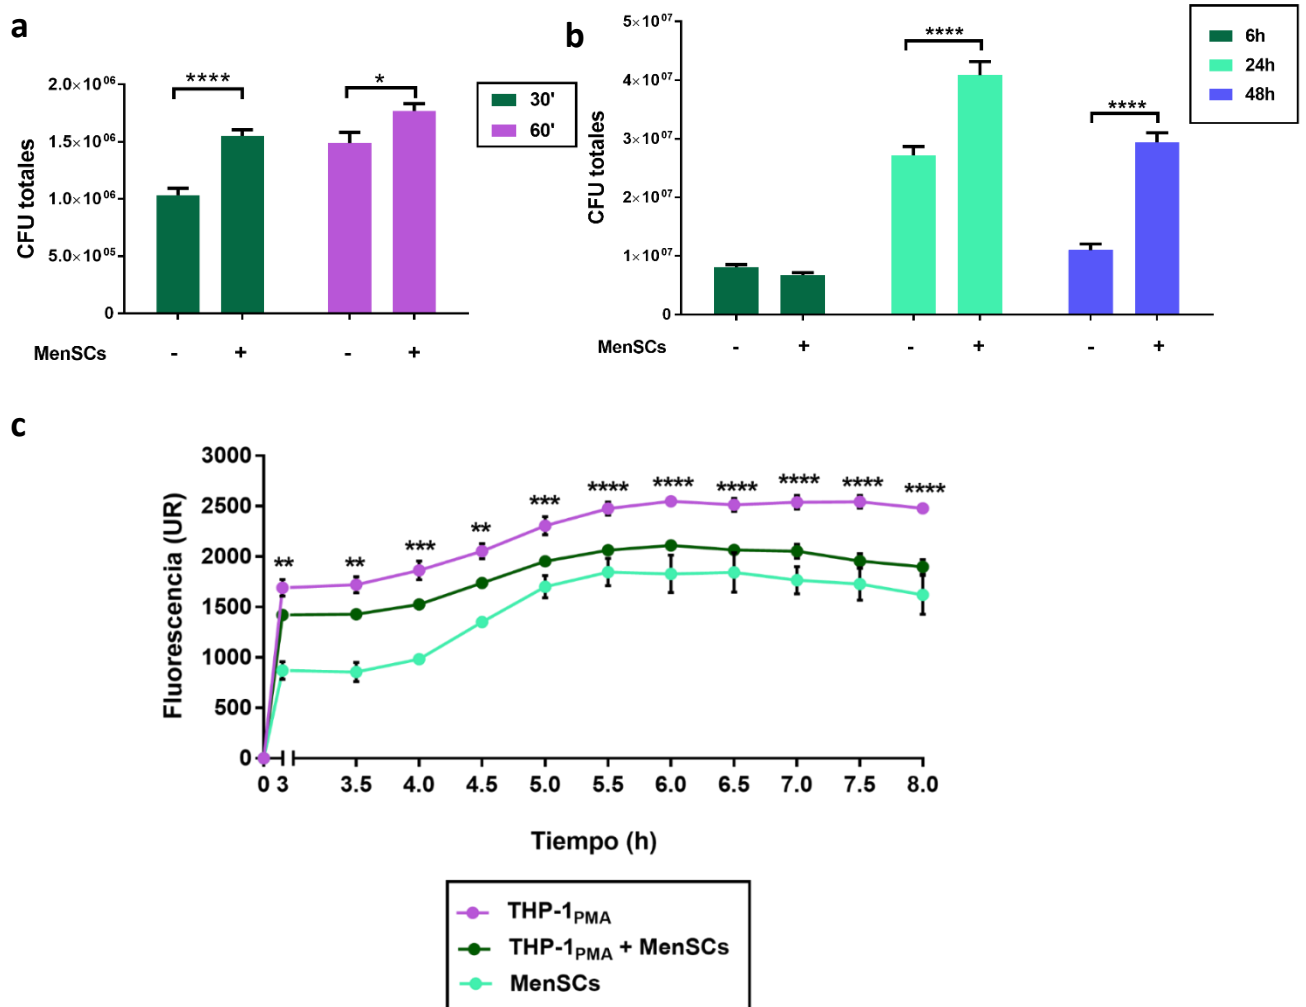 a
CFU totales
2.0×10⁰⁶
1.5×10⁰⁶
1.0×10⁰⁶
5.0×10⁰⁵
0
****
*
30'
60'
MenSCs - + - +
b
CFU totales
5×10⁰⁷
4×10⁰⁷
3×10⁰⁷
2×10⁰⁷
1×10⁰⁷
0
****
****
6h
24h
48h
MenSCs - + - + - +
c
Fluorescencia (UR)
3000
2500
2000
1500
1000
500
0
** ** *** ** *** **** **** **** **** **** ****
0 3 3.5 4.0 4.5 5.0 5.5 6.0 6.5 7.0 7.5 8.0
Tiempo (h)
THP-1PMA
THP-1PMA + MenSCs
MenSCs